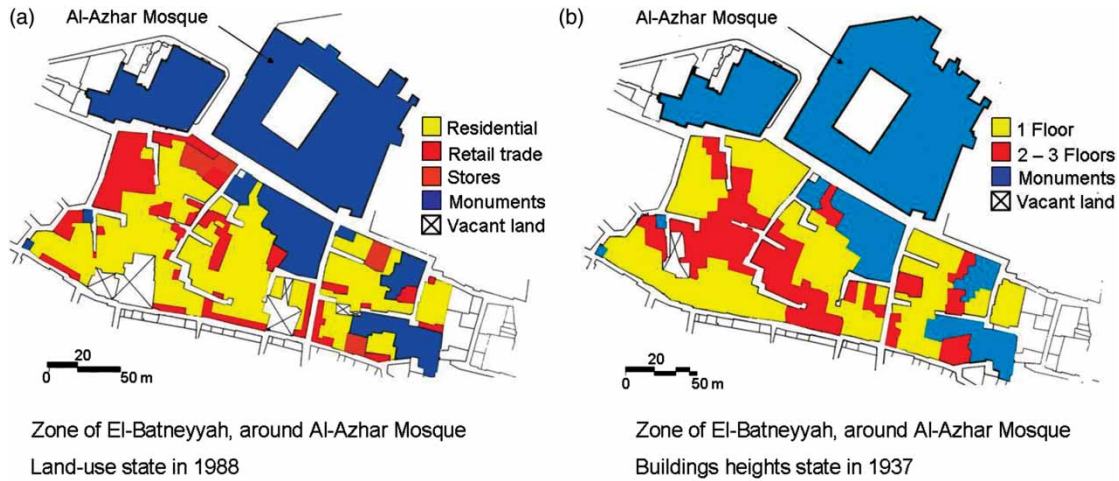 (a)
Al-Azhar Mosque
Residential
Retail trade
Stores
Monuments
Vacant land
20
0 50 m
Zone of El-Batneyyah, around Al-Azhar Mosque
Land-use state in 1988
(b)
Al-Azhar Mosque
1 Floor
2 – 3 Floors
Monuments
Vacant land
20
0 50 m
Zone of El-Batneyyah, around Al-Azhar Mosque
Buildings heights state in 1937